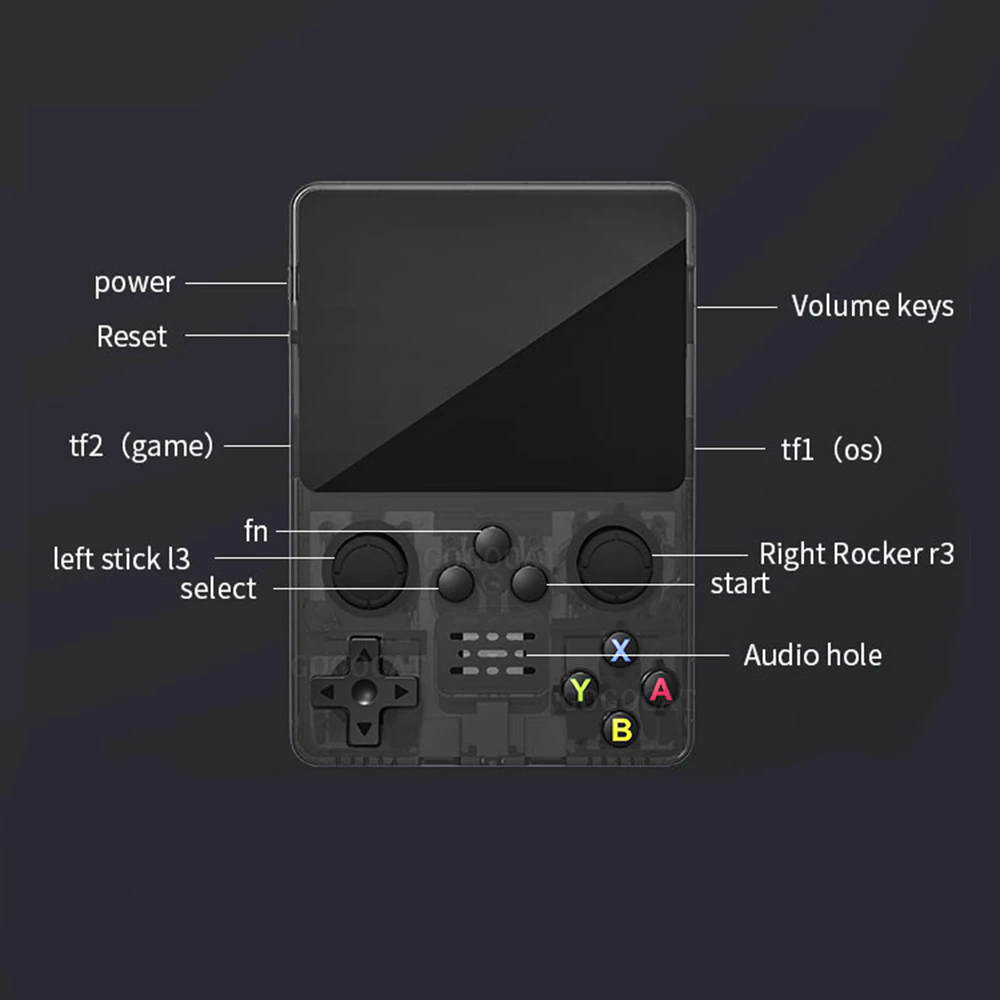 power
Volume keys
Reset
tf2（game）
tf1（os）
fn
left stick l3
Right Rocker r3
select
start
X
Audio hole
Y
A
B
GOGOCAT